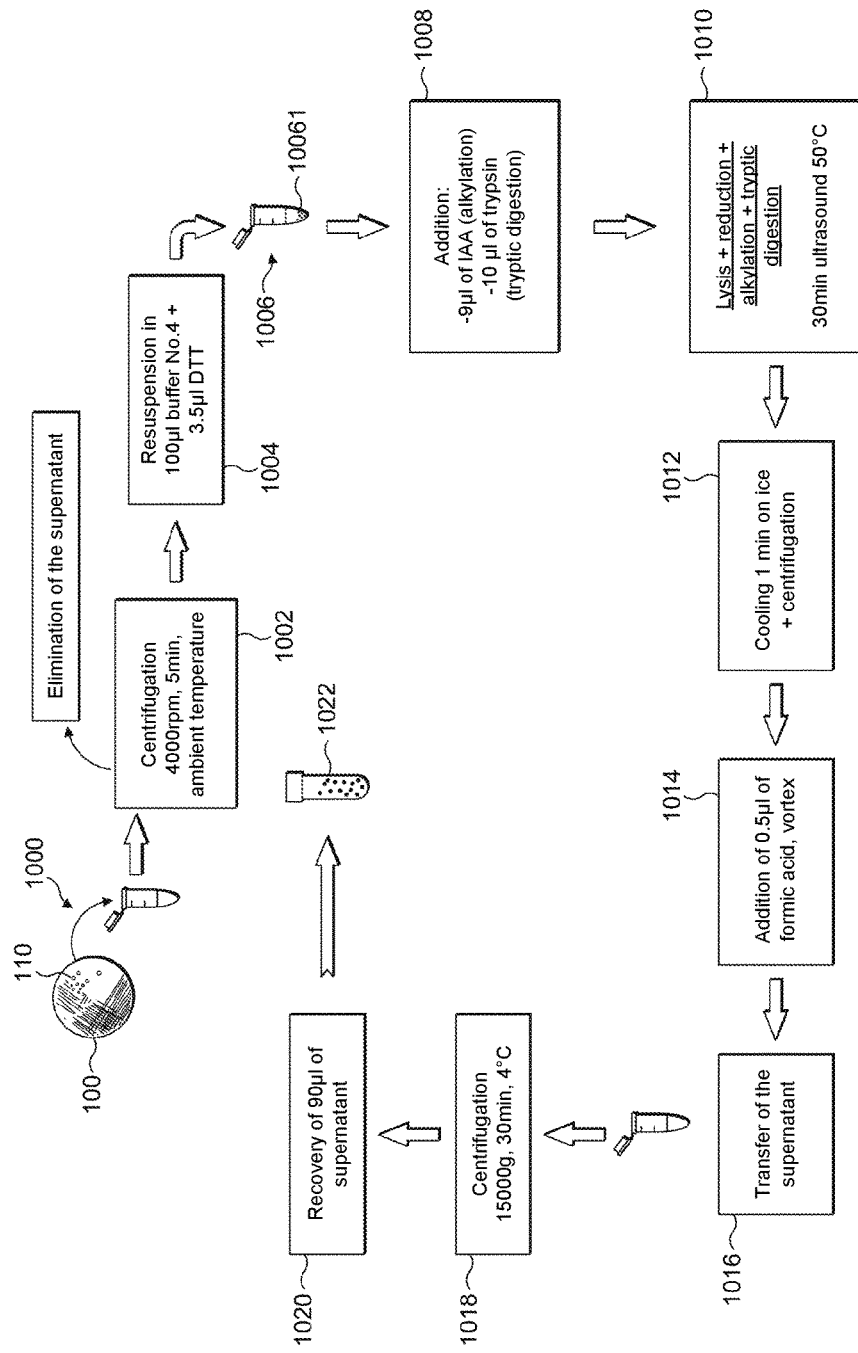 110
1000
100
Elimination of the supernatant
Centrifugation
4000rpm, 5min,
ambient temperature
1002
Resuspension in
100µl buffer No.4 +
3.5µl DTT
1004
1006
10061
1008
Addition:
-9µl of IAA (alkylation)
-10 µl of trypsin
(tryptic digestion)
1010
Lysis + reduction +
alkylation + tryptic
digestion
30min ultrasound 50°C
1012
Cooling 1 min on ice
+ centrifugation
1014
Addition of 0.5µl of
formic acid, vortex
Transfer of the
supernatant
1016
Centrifugation
15000g, 30min, 4°C
1018
Recovery of 90µl of
supernatant
1020
1022